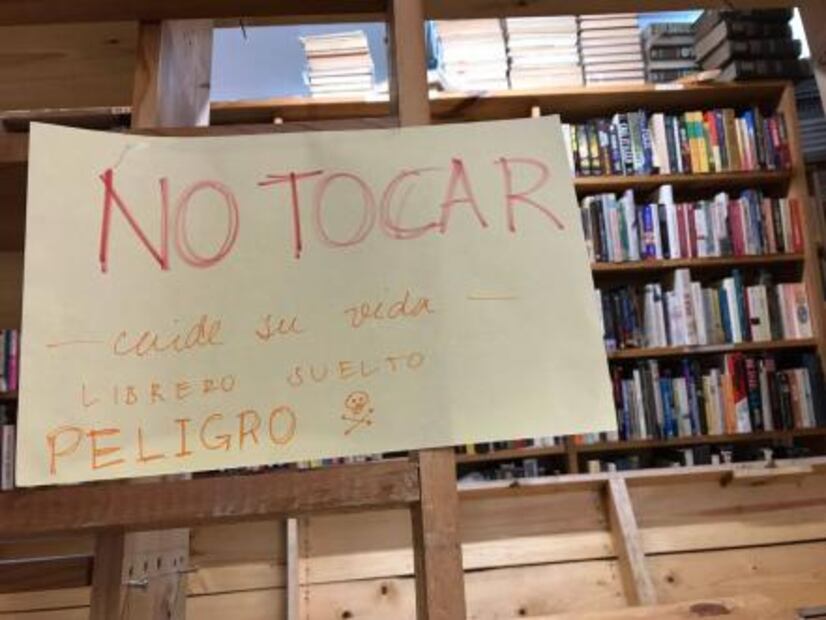 NO TOCAR
— cuide su vida —
LIBRERO SUELTO
PELIGRO